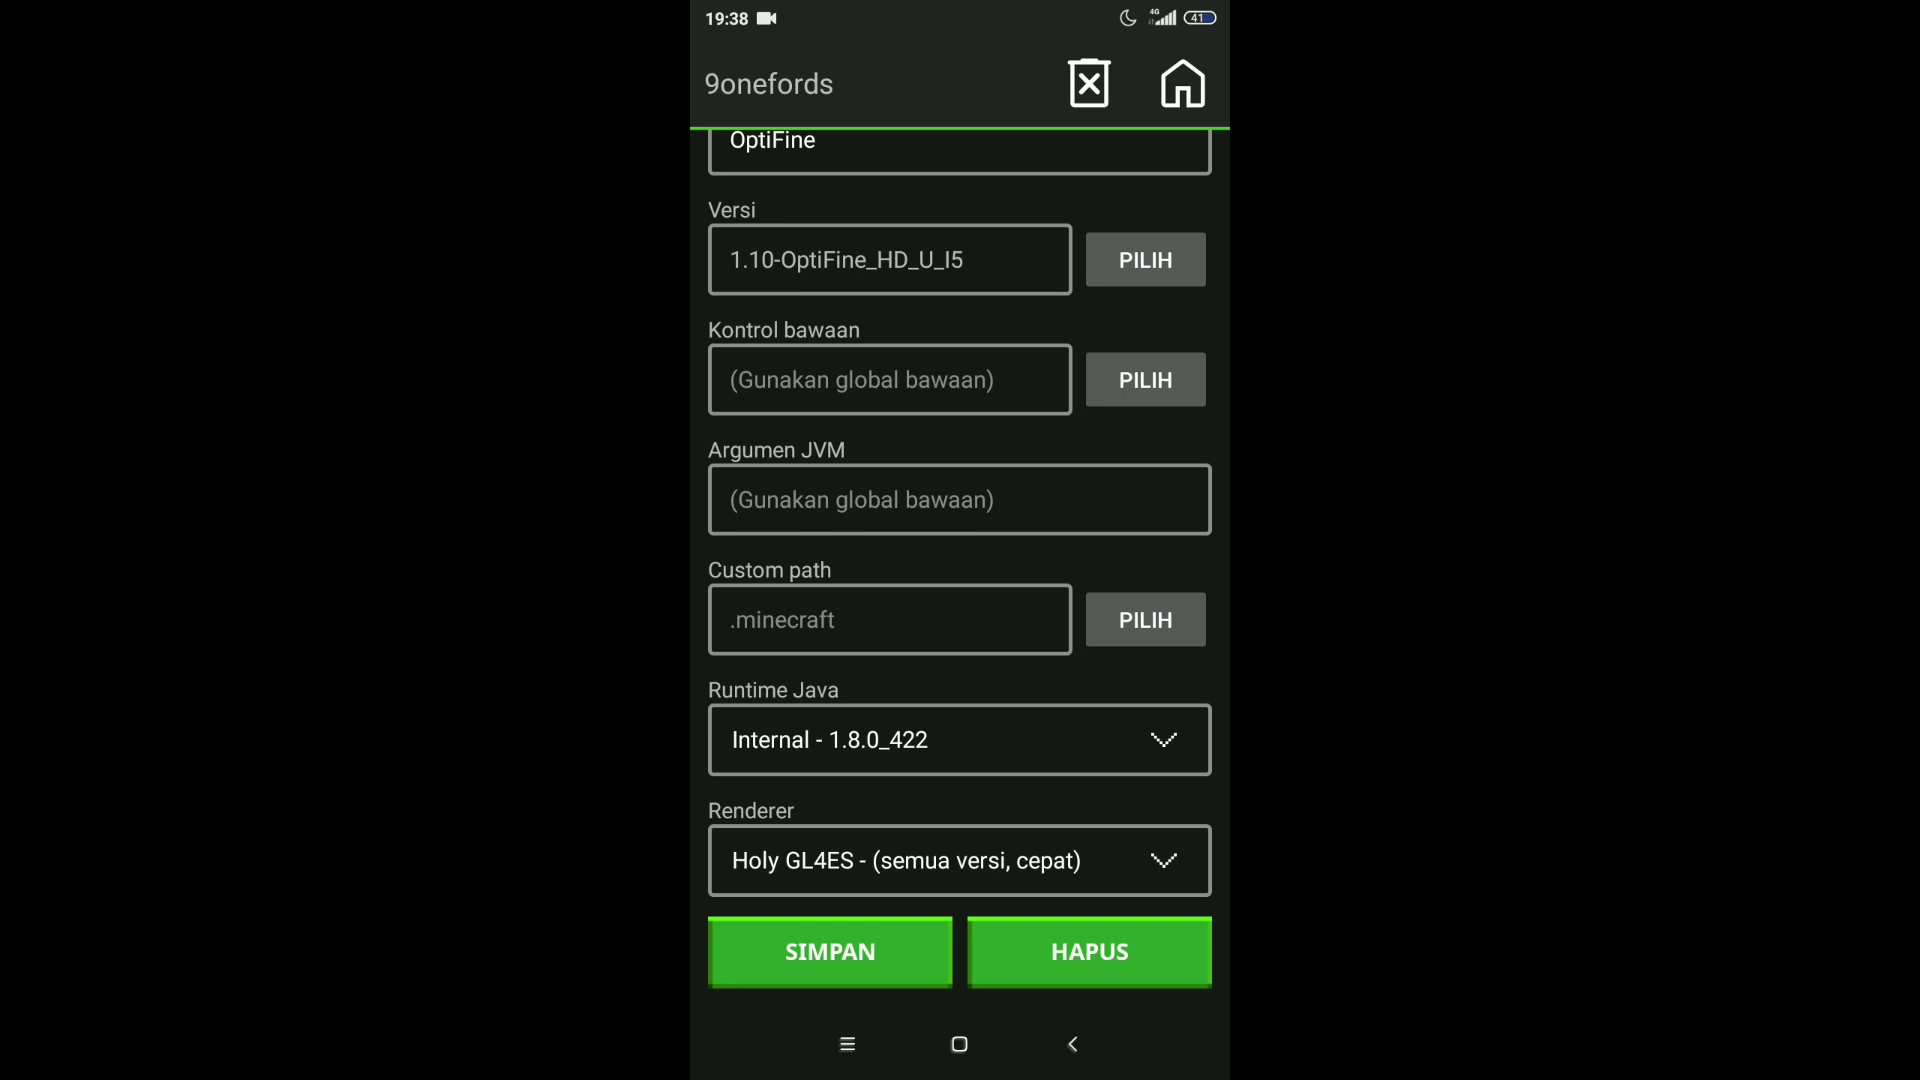 19:38
4G
41
9onefords
OptiFine
Versi
1.10-OptiFine_HD_U_I5
PILIH
Kontrol bawaan
(Gunakan global bawaan)
PILIH
Argumen JVM
(Gunakan global bawaan)
Custom path
.minecraft
PILIH
Runtime Java
Internal - 1.8.0_422
Renderer
Holy GL4ES - (semua versi, cepat)
SIMPAN
HAPUS